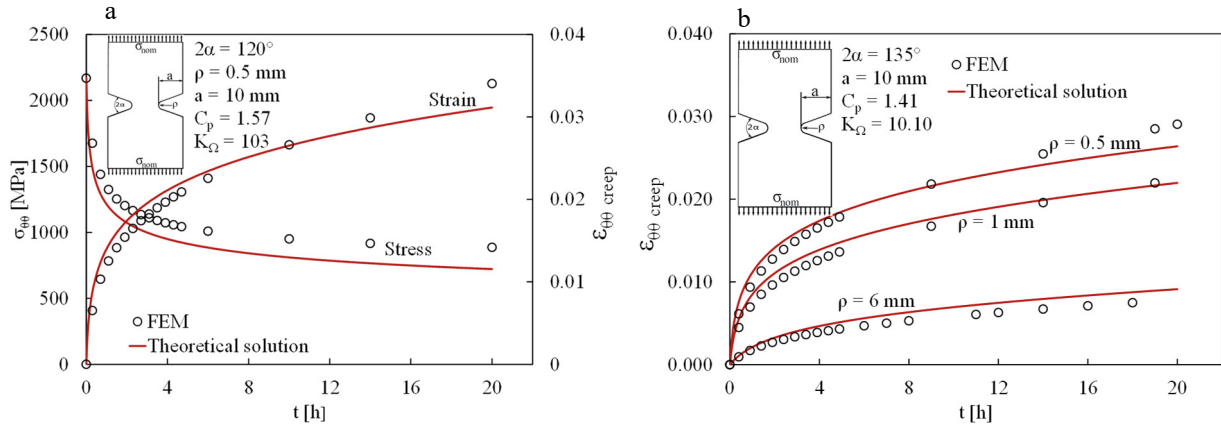 a
2500
2000
1500
1000
500
0
σθθ [MPa]
0.04
0.03
0.02
0.01
0
εθθ creep
0
4
8
12
16
20
t [h]
σnom
a
2α
ρ
σnom
2α = 120°
ρ = 0.5 mm
a = 10 mm
Cp = 1.57
KΩ = 103
Strain
Stress
FEM
Theoretical solution
b
0.040
0.030
0.020
0.010
0.000
εθθ creep
0
4
8
12
16
20
t [h]
σnom
a
2α
ρ
σnom
2α = 135°
a = 10 mm
Cp = 1.41
KΩ = 10.10
FEM
Theoretical solution
ρ = 0.5 mm
ρ = 1 mm
ρ = 6 mm